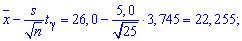 x̅ − s/√n t_γ = 26,0 − 5,0/√25 · 3,745 = 22,255;